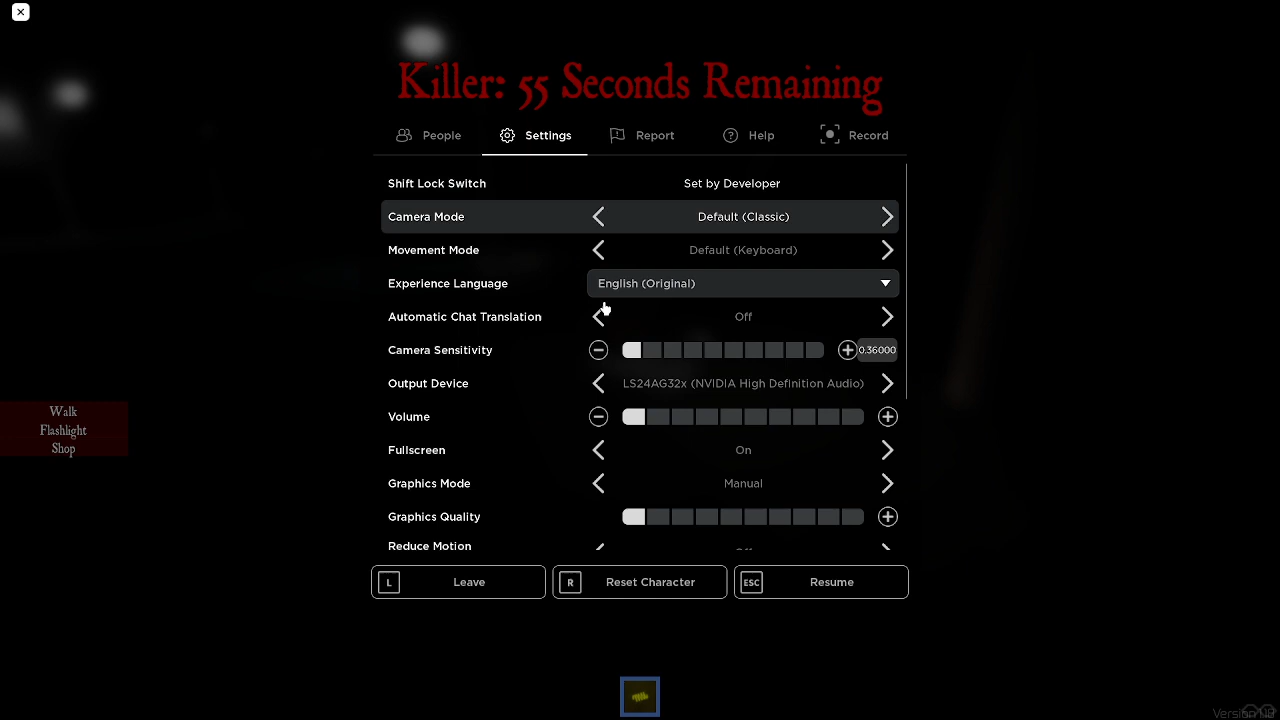 Killer: 55 Seconds Remaining
People Settings Report Help Record
Shift Lock Switch Set by Developer
Camera Mode Default (Classic)
Movement Mode Default (Keyboard)
Experience Language English (Original)
Automatic Chat Translation Off
Camera Sensitivity 0.36000
Output Device LS24AG32x (NVIDIA High Definition Audio)
Walk
Flashlight
Shop
Volume
Fullscreen On
Graphics Mode Manual
Graphics Quality
Reduce Motion
L Leave R Reset Character ESC Resume
Version